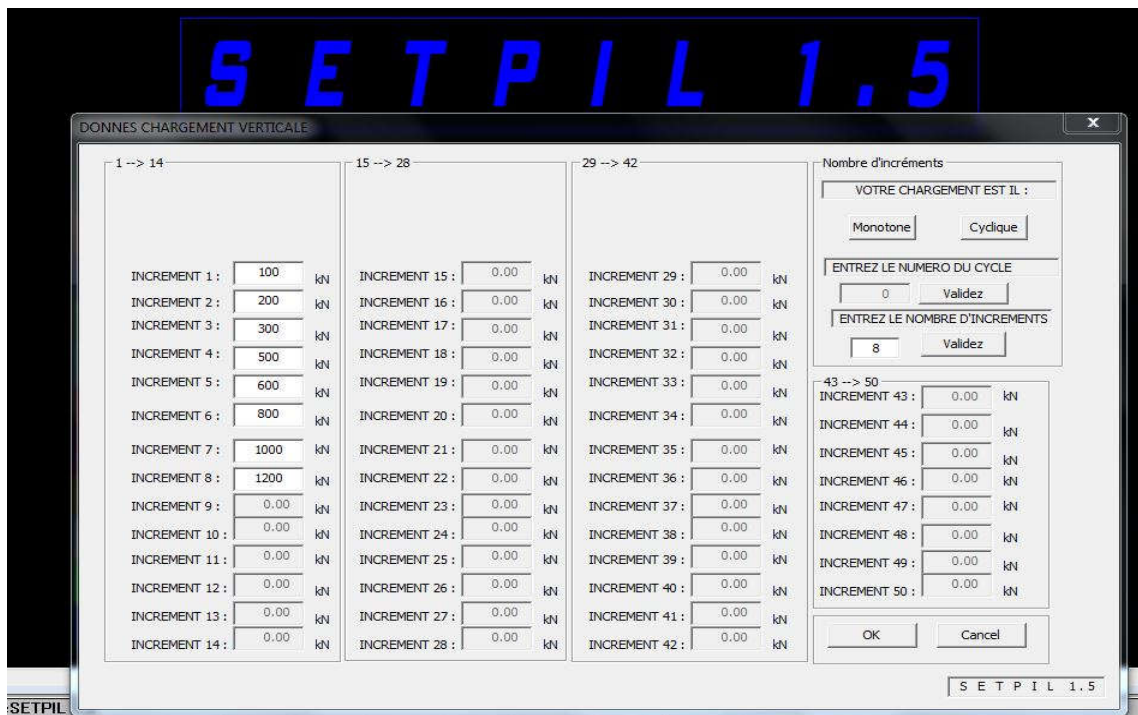 SETPIL 1.5
DONNES CHARGEMENT VERTICALE
x
1 --> 14
INCREMENT 1 : 100 kN
INCREMENT 2 : 200 kN
INCREMENT 3 : 300 kN
INCREMENT 4 : 500 kN
INCREMENT 5 : 600 kN
INCREMENT 6 : 800 kN
INCREMENT 7 : 1000 kN
INCREMENT 8 : 1200 kN
INCREMENT 9 : 0.00 kN
INCREMENT 10 : 0.00 kN
INCREMENT 11 : 0.00 kN
INCREMENT 12 : 0.00 kN
INCREMENT 13 : 0.00 kN
INCREMENT 14 : 0.00 kN
15 --> 28
INCREMENT 15 : 0.00 kN
INCREMENT 16 : 0.00 kN
INCREMENT 17 : 0.00 kN
INCREMENT 18 : 0.00 kN
INCREMENT 19 : 0.00 kN
INCREMENT 20 : 0.00 kN
INCREMENT 21 : 0.00 kN
INCREMENT 22 : 0.00 kN
INCREMENT 23 : 0.00 kN
INCREMENT 24 : 0.00 kN
INCREMENT 25 : 0.00 kN
INCREMENT 26 : 0.00 kN
INCREMENT 27 : 0.00 kN
INCREMENT 28 : 0.00 kN
29 --> 42
INCREMENT 29 : 0.00 kN
INCREMENT 30 : 0.00 kN
INCREMENT 31 : 0.00 kN
INCREMENT 32 : 0.00 kN
INCREMENT 33 : 0.00 kN
INCREMENT 34 : 0.00 kN
INCREMENT 35 : 0.00 kN
INCREMENT 36 : 0.00 kN
INCREMENT 37 : 0.00 kN
INCREMENT 38 : 0.00 kN
INCREMENT 39 : 0.00 kN
INCREMENT 40 : 0.00 kN
INCREMENT 41 : 0.00 kN
INCREMENT 42 : 0.00 kN
Nombre d'incréments
VOTRE CHARGEMENT EST IL :
Monotone Cyclique
ENTREZ LE NUMERO DU CYCLE
0 Validez
ENTREZ LE NOMBRE D'INCREMENTS
8 Validez
43 --> 50
INCREMENT 43 : 0.00 kN
INCREMENT 44 : 0.00 kN
INCREMENT 45 : 0.00 kN
INCREMENT 46 : 0.00 kN
INCREMENT 47 : 0.00 kN
INCREMENT 48 : 0.00 kN
INCREMENT 49 : 0.00 kN
INCREMENT 50 : 0.00 kN
OK Cancel
S E T P I L 1.5
SETPIL